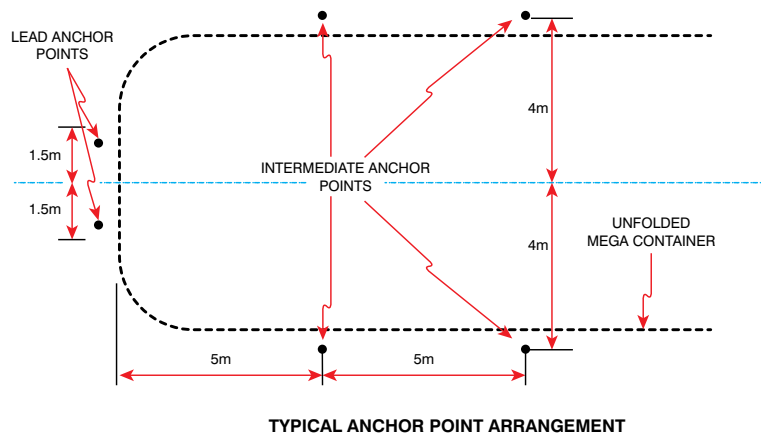 LEAD ANCHOR
POINTS
1.5m
1.5m
INTERMEDIATE ANCHOR
POINTS
4m
4m
UNFOLDED
MEGA CONTAINER
5m
5m
TYPICAL ANCHOR POINT ARRANGEMENT